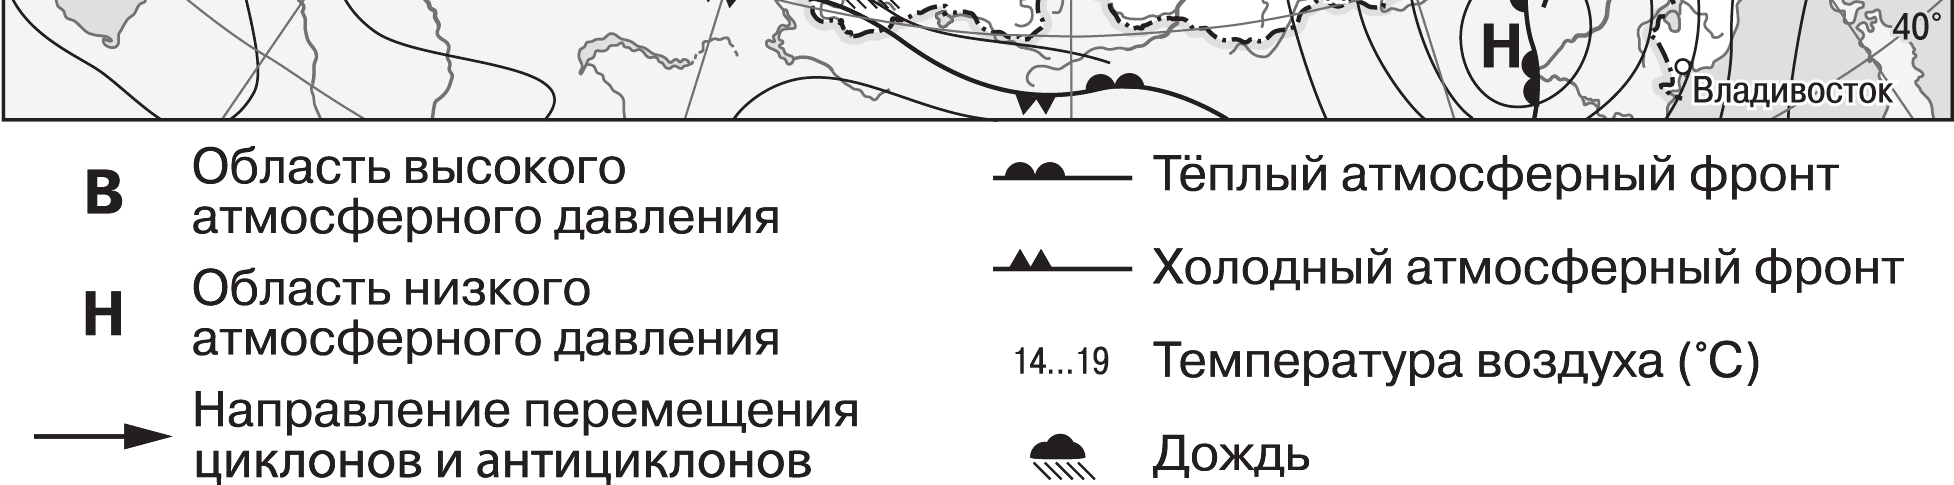 40°
Н
Владивосток
В
Область высокого
атмосферного давления
Н
Область низкого
атмосферного давления
Направление перемещения
циклонов и антициклонов
Тёплый атмосферный фронт
Холодный атмосферный фронт
14...19 Температура воздуха (°С)
Дождь